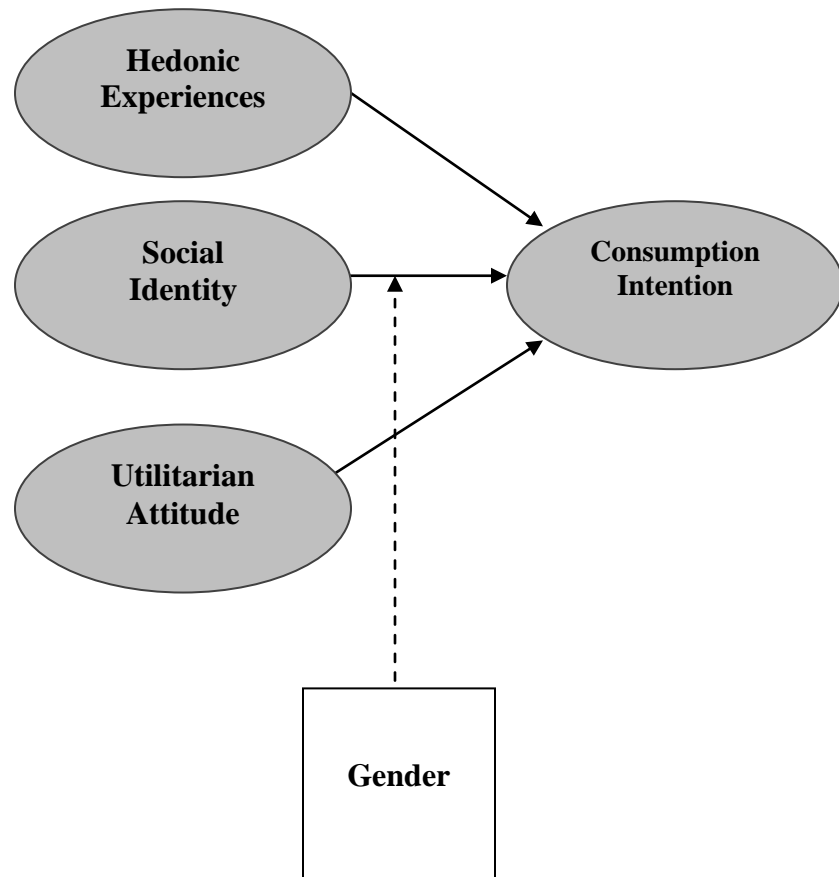 Hedonic
Experiences
Social
Identity
Consumption
Intention
Utilitarian
Attitude
Gender